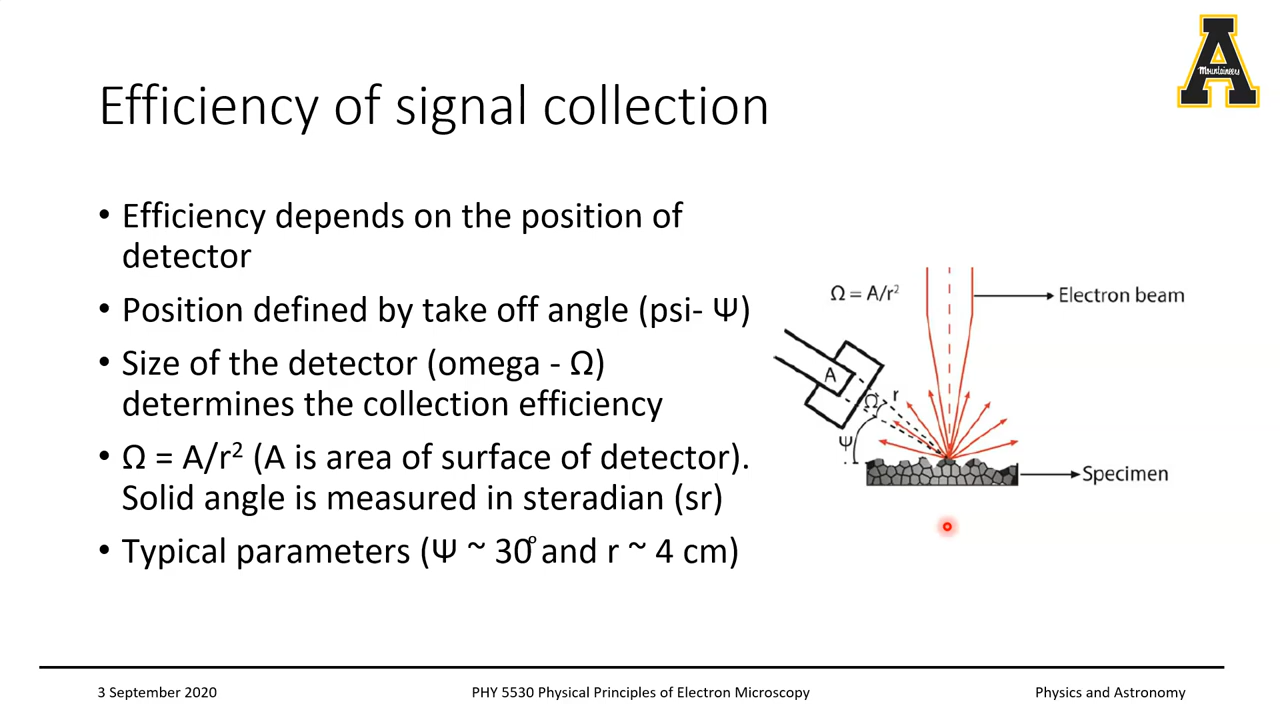 Mountaineers
Efficiency of signal collection
• Efficiency depends on the position of
detector
• Position defined by take off angle (psi- Ψ)
• Size of the detector (omega - Ω)
determines the collection efficiency
• Ω = A/r² (A is area of surface of detector).
Solid angle is measured in steradian (sr)
• Typical parameters (Ψ ~ 30° and r ~ 4 cm)
Ω = A/r²
Electron beam
A
Ω
r
Ψ
Specimen
3 September 2020
PHY 5530 Physical Principles of Electron Microscopy
Physics and Astronomy